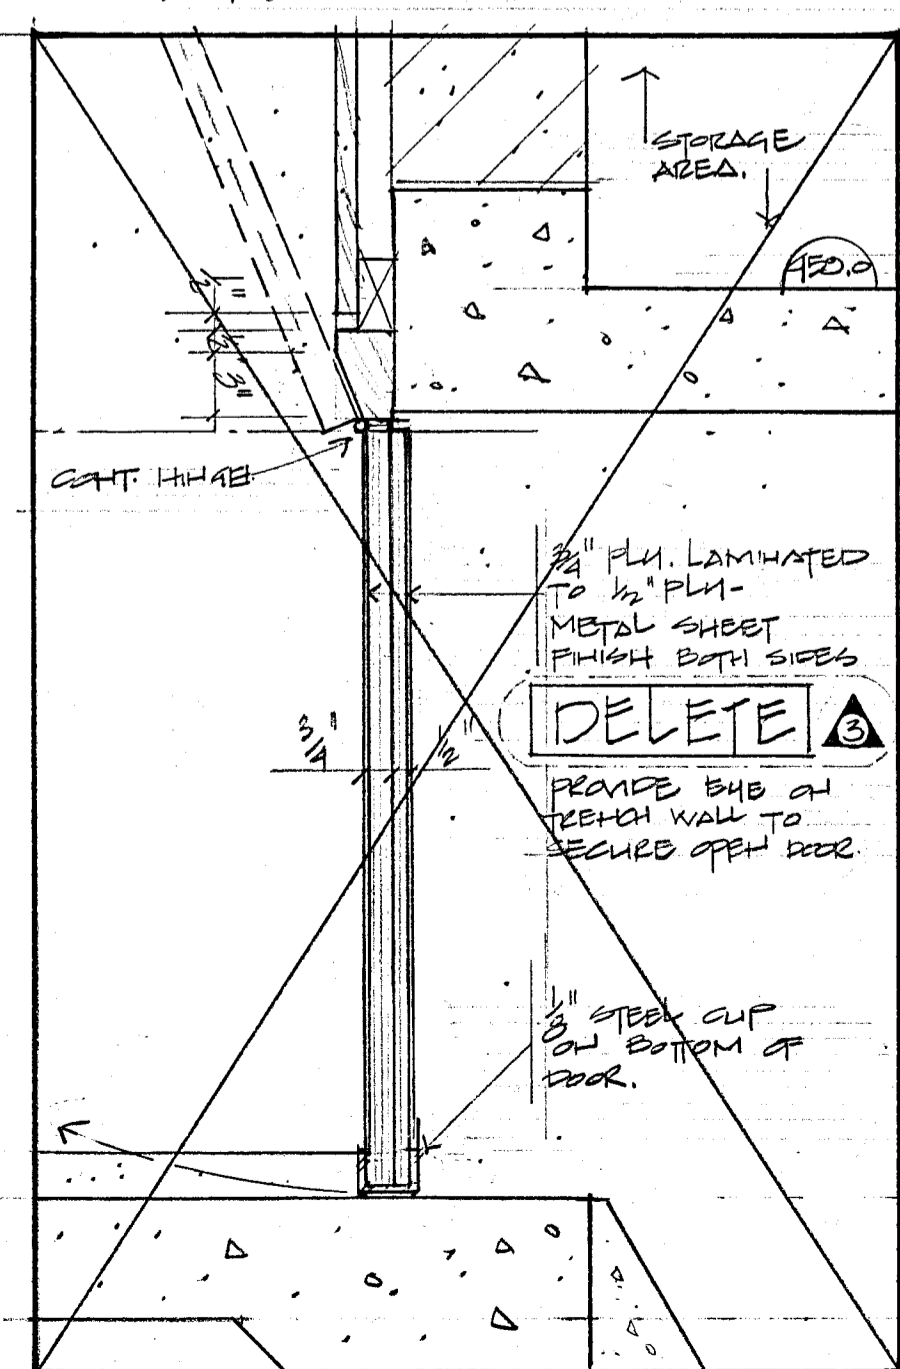 STORAGE
AREA.
450.0
2"
3"
CONT. HINGE.
3/4" PLY. LAMINATED
TO 1/2" PLY-
METAL SHEET
FINISH BOTH SIDES
DELETE 3
3/4"
1/2"
PROVIDE EYE ON
TRENCH WALL TO
SECURE OPEN DOOR.
1/8" STEEL CLIP
ON BOTTOM OF
DOOR.